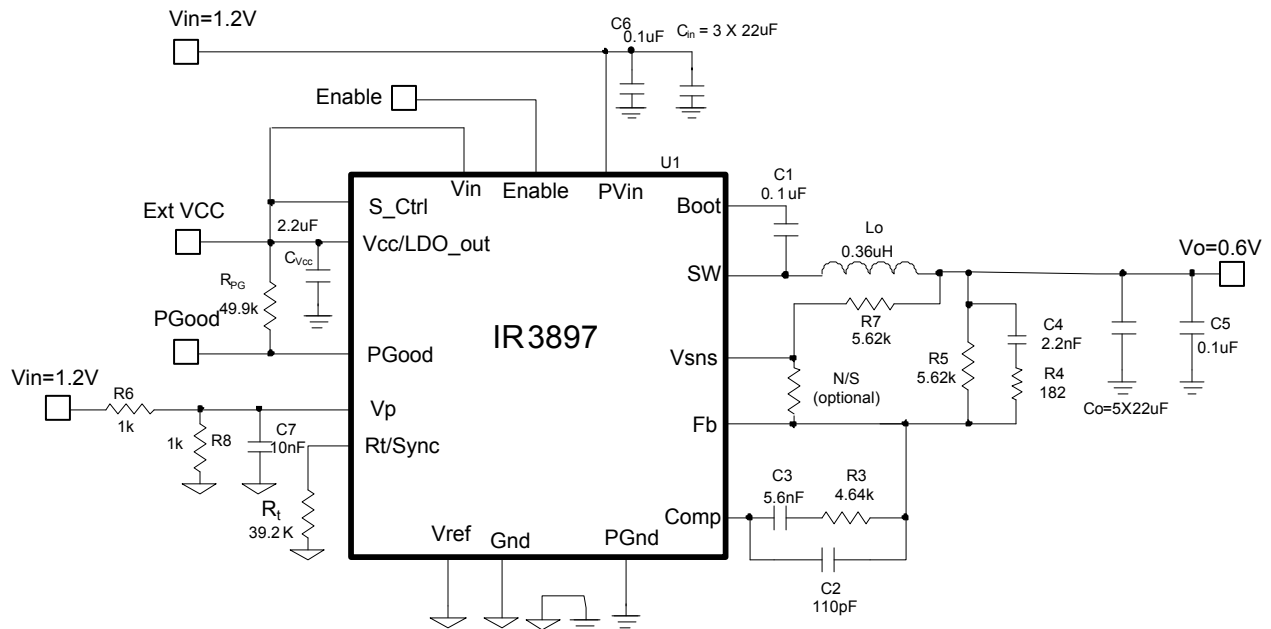 Vin=1.2V
C6
0.1uF
Cin = 3 X 22uF
Enable
U1
Vin
Enable
PVin
C1
0.1uF
Boot
S_Ctrl
Ext VCC
2.2uF
Vcc/LDO_out
CVcc
Lo
0.36uH
SW
Vo=0.6V
RPG
49.9k
PGood
IR3897
R7
5.62k
C4
2.2nF
C5
0.1uF
PGood
Vsns
R5
5.62k
N/S
(optional)
R4
182
Co=5X22uF
Vin=1.2V
R6
1k
Vp
Fb
1k
R8
C7
10nF
Rt/Sync
C3
5.6nF
R3
4.64k
Rt
39.2K
Comp
Vref
Gnd
PGnd
C2
110pF